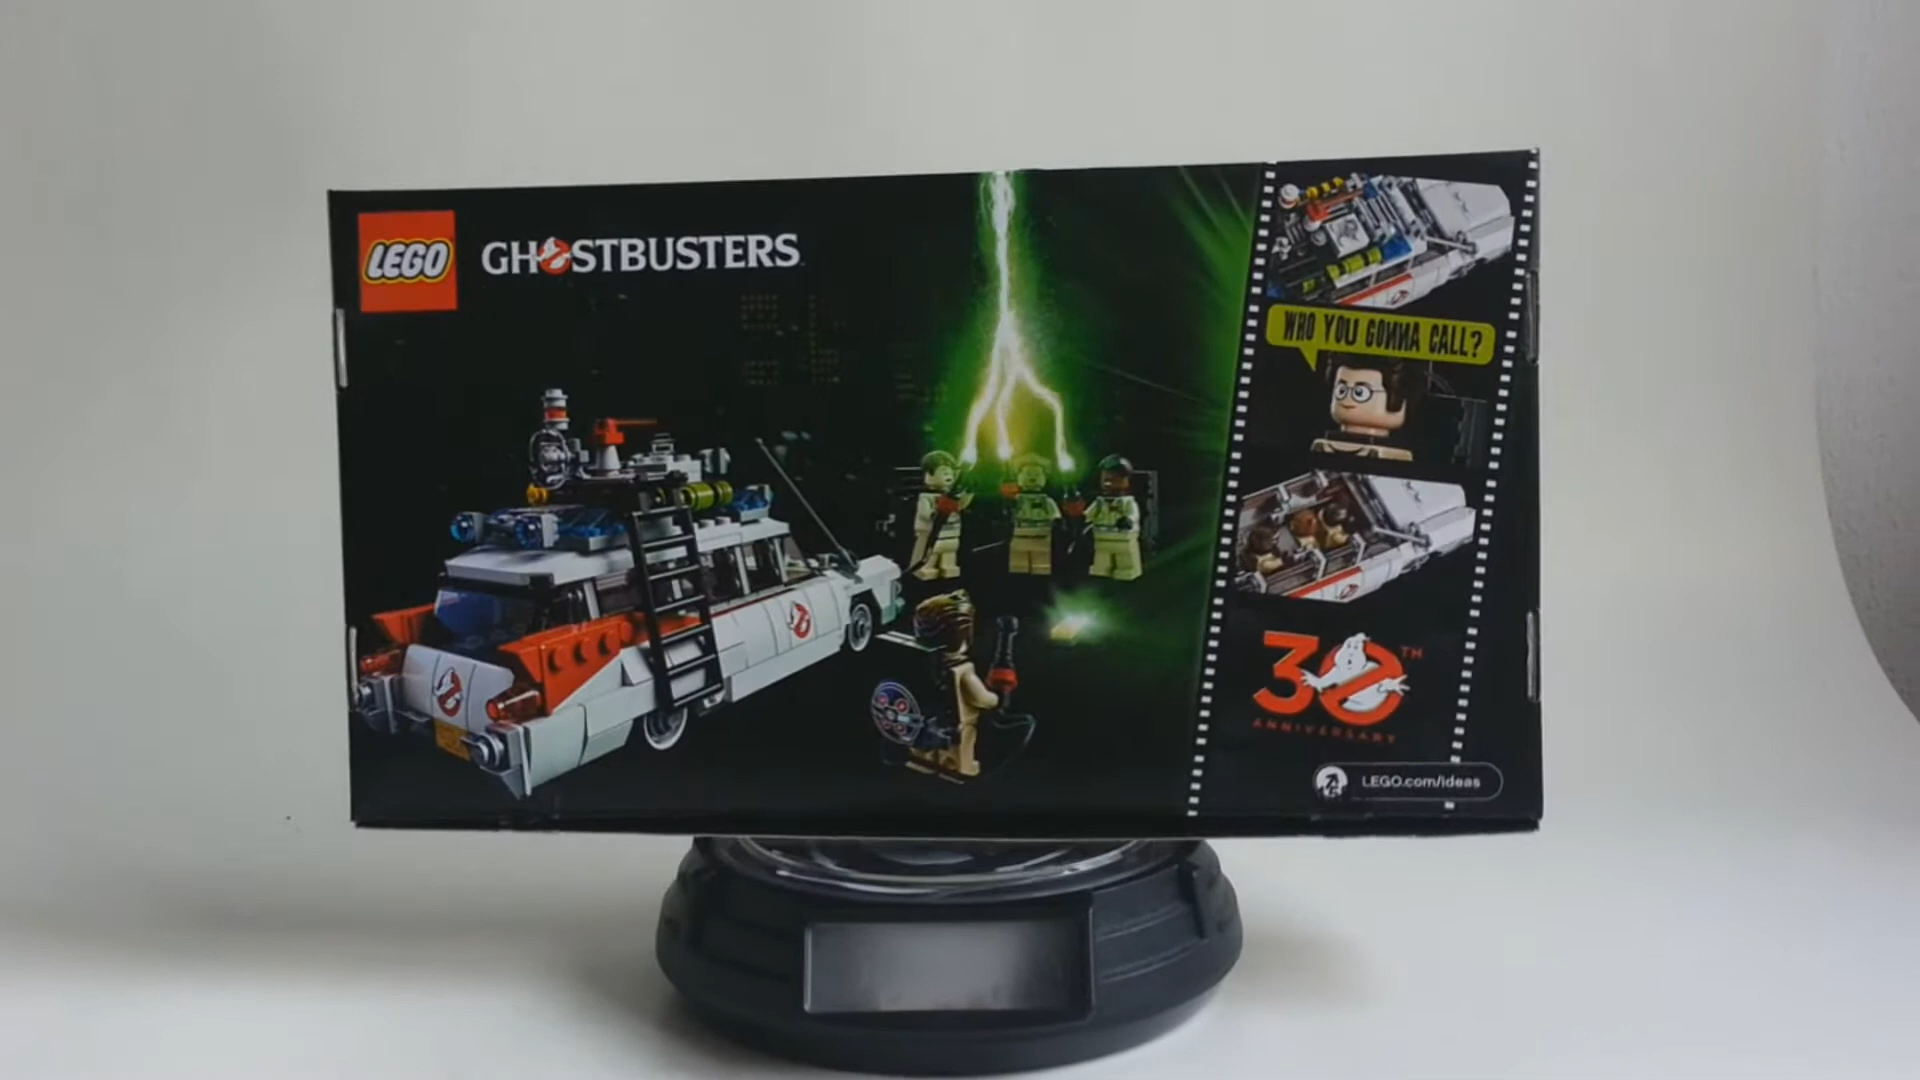 LEGO
GHOSTBUSTERS
WHO YOU GONNA CALL?
30TH
ANNIVERSARY
LEGO.com/ideas